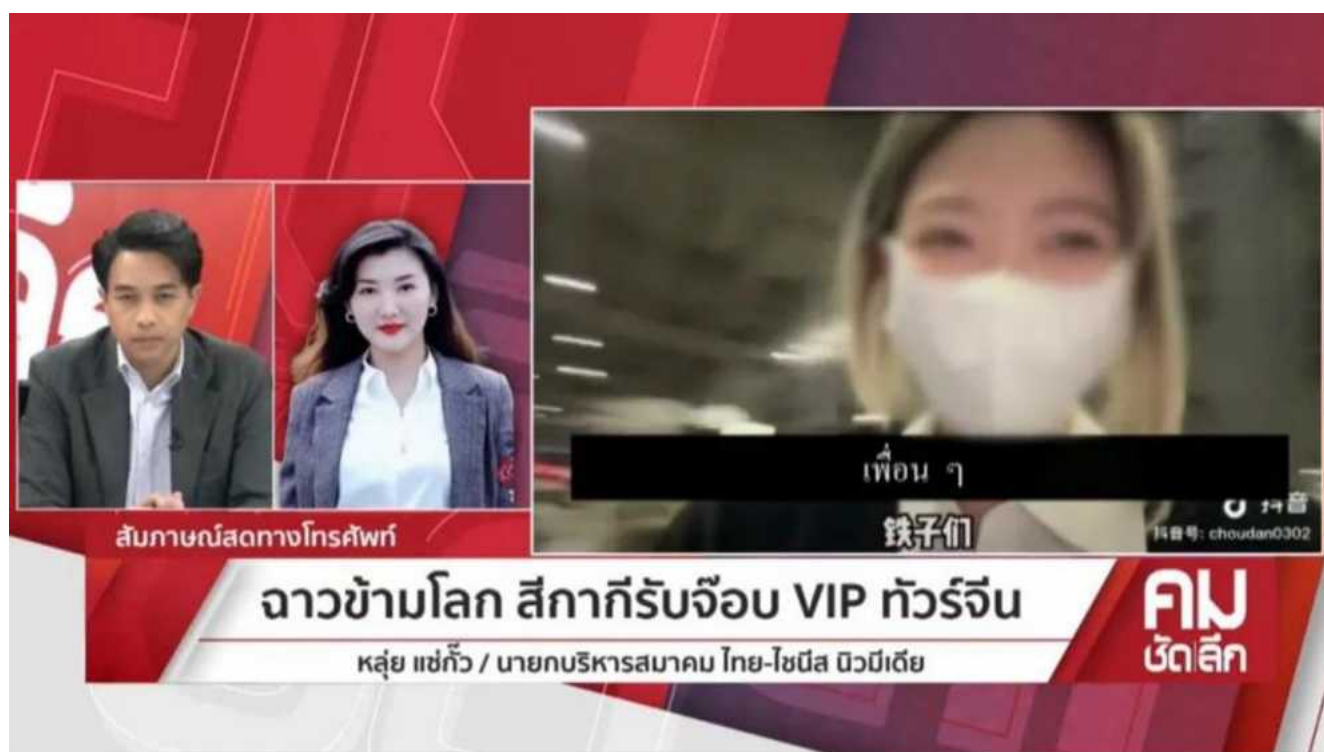 เพื่อน ๆ
铁子们
抖音
抖音号: choudan0302
สัมภาษณ์สดทางโทรศัพท์
ฉาวข้ามโลก สีกากีรับจ๊อบ VIP ทัวร์จีน
หลุ่ย แซ่กั๊ว / นายกบริหารสมาคม ไทย-ไชนีส นิวมีเดีย
คม
ชัดลึก